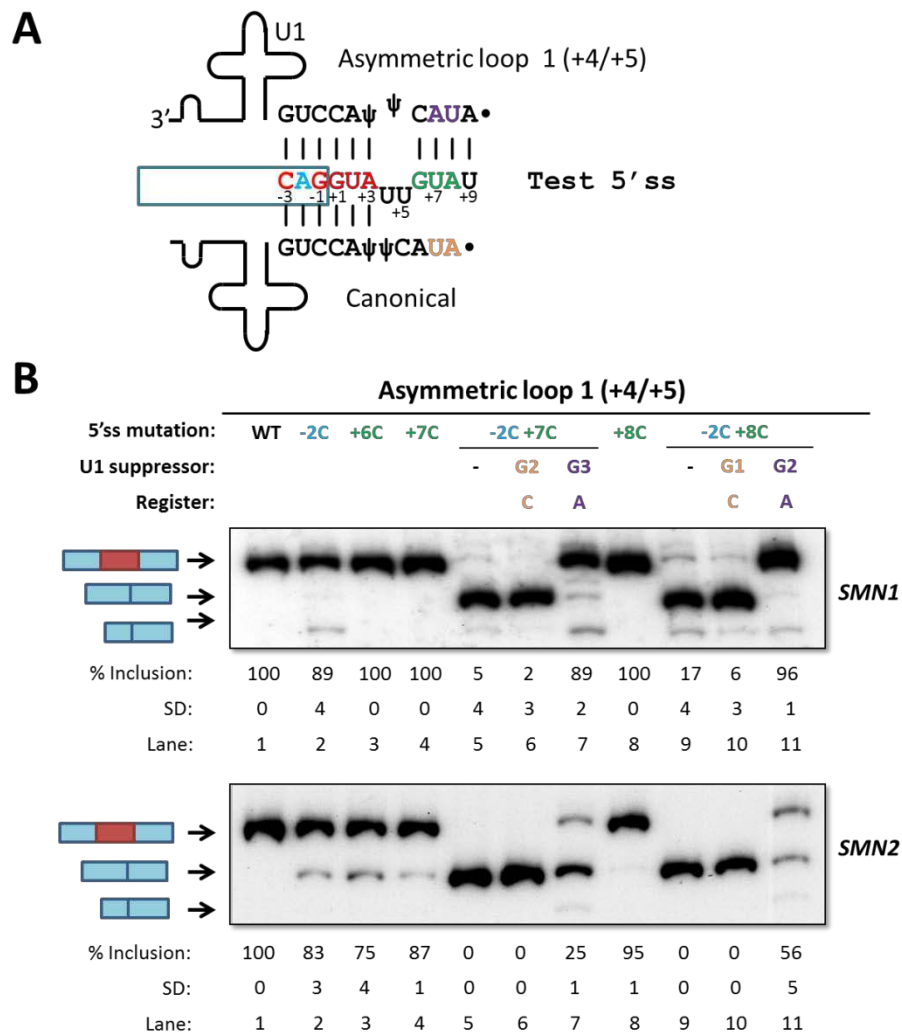 A
U1
Asymmetric loop 1 (+4/+5)
3'
GUCCAψ ψ CAUA•
CAGGUAUUGUAU Test 5'ss
-3 -1 +1 +3 +5 +7 +9
GUCCAψψCAUA•
Canonical
B
Asymmetric loop 1 (+4/+5)
5'ss mutation: WT -2C +6C +7C -2C +7C +8C -2C +8C
U1 suppressor: - G2 G3 - G1 G2
Register: C A C A
SMN1
% Inclusion: 100 89 100 100 5 2 89 100 17 6 96
SD: 0 4 0 0 4 3 2 0 4 3 1
Lane: 1 2 3 4 5 6 7 8 9 10 11
SMN2
% Inclusion: 100 83 75 87 0 0 25 95 0 0 56
SD: 0 3 4 1 0 0 1 1 0 0 5
Lane: 1 2 3 4 5 6 7 8 9 10 11